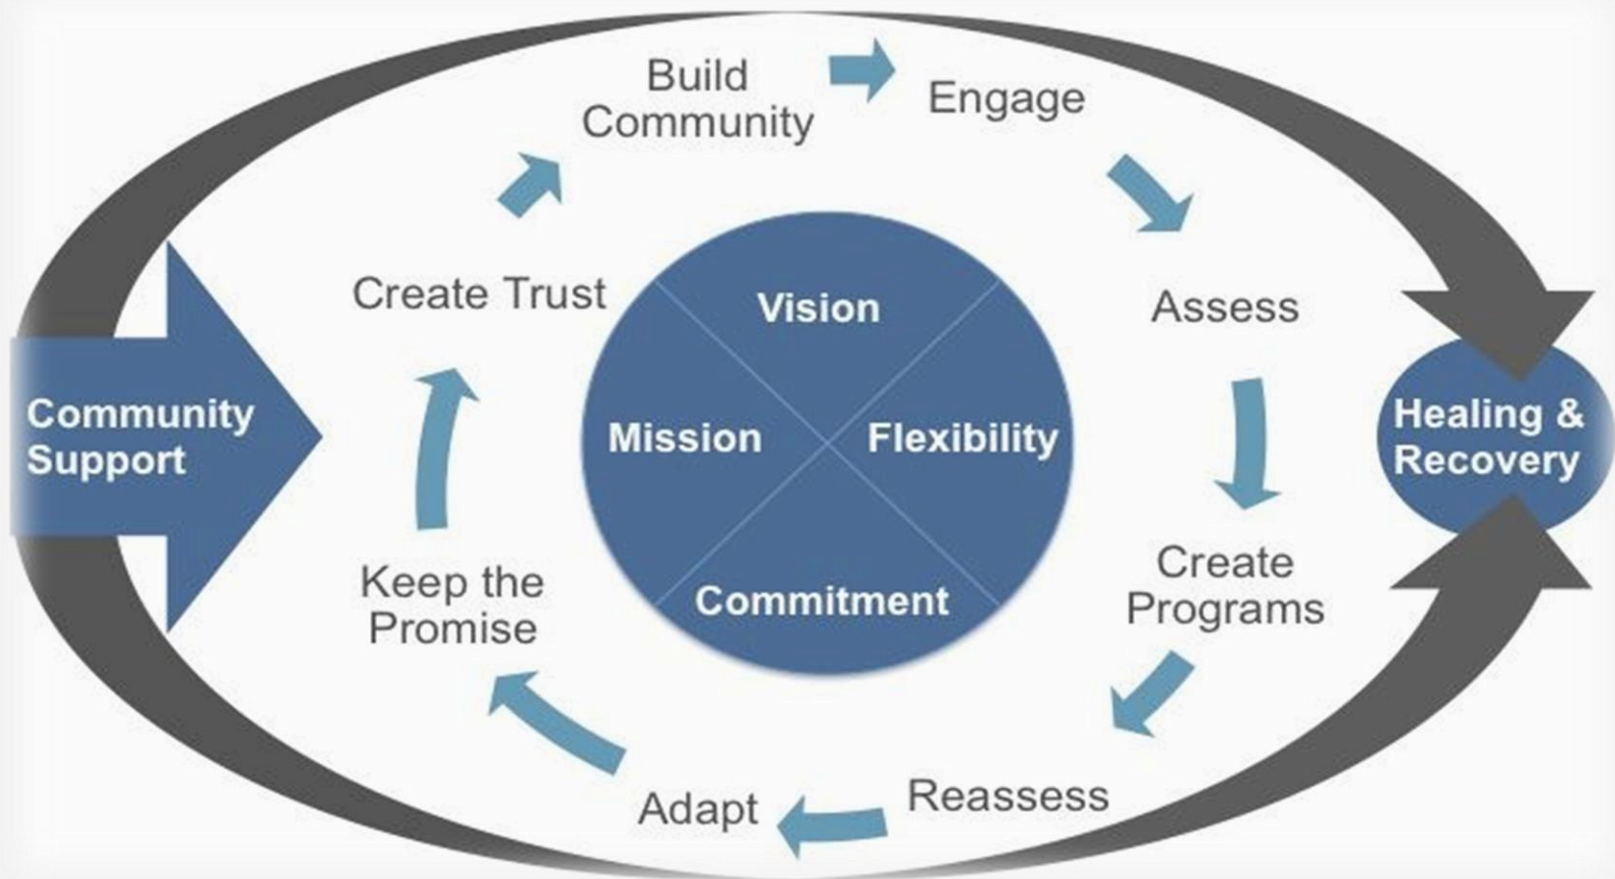 Build
Community
Engage
Create Trust
Vision
Assess
Community
Support
Mission
Flexibility
Healing &
Recovery
Keep the
Promise
Commitment
Create
Programs
Adapt
Reassess